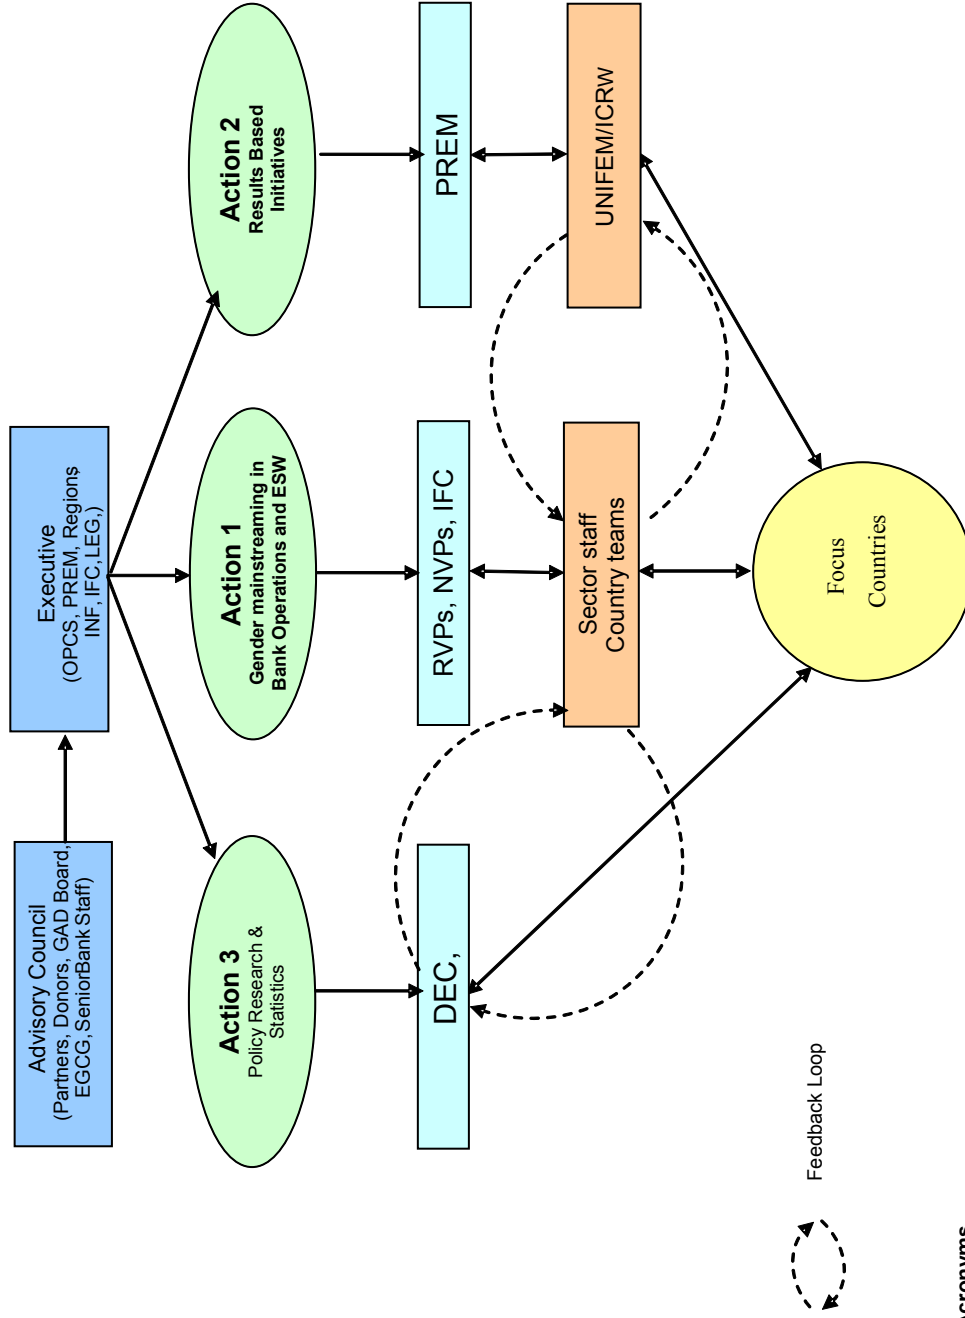 Advisory Council
(Partners, Donors, GAD Board,
EGCG,SeniorBank Staff)
Executive
(OPCS, PREM, Regions
INF, IFC,LEG,)
Action 3
Policy Research &
Statistics
Action 1
Gender mainstreaming in
Bank Operations and ESW
Action 2
Results Based
Initiatives
DEC,
RVPs, NVPs, IFC
PREM
Sector staff
Country teams
UNIFEM/ICRW
Focus
Countries
Feedback Loop